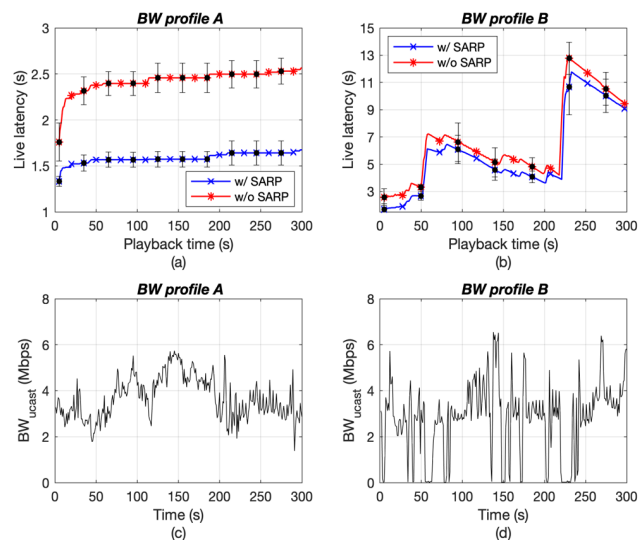 BW profile A
Live latency (s)
3
2.5
2
1.5
1
w/ SARP
w/o SARP
0 50 100 150 200 250 300
Playback time (s)
(a)
BW profile B
Live latency (s)
15
13
11
9
7
5
3
w/ SARP
w/o SARP
0 50 100 150 200 250 300
Playback time (s)
(b)
BW profile A
BWucast (Mbps)
8
6
4
2
0
0 50 100 150 200 250 300
Time (s)
(c)
BW profile B
BWucast (Mbps)
8
6
4
2
0
0 50 100 150 200 250 300
Time (s)
(d)